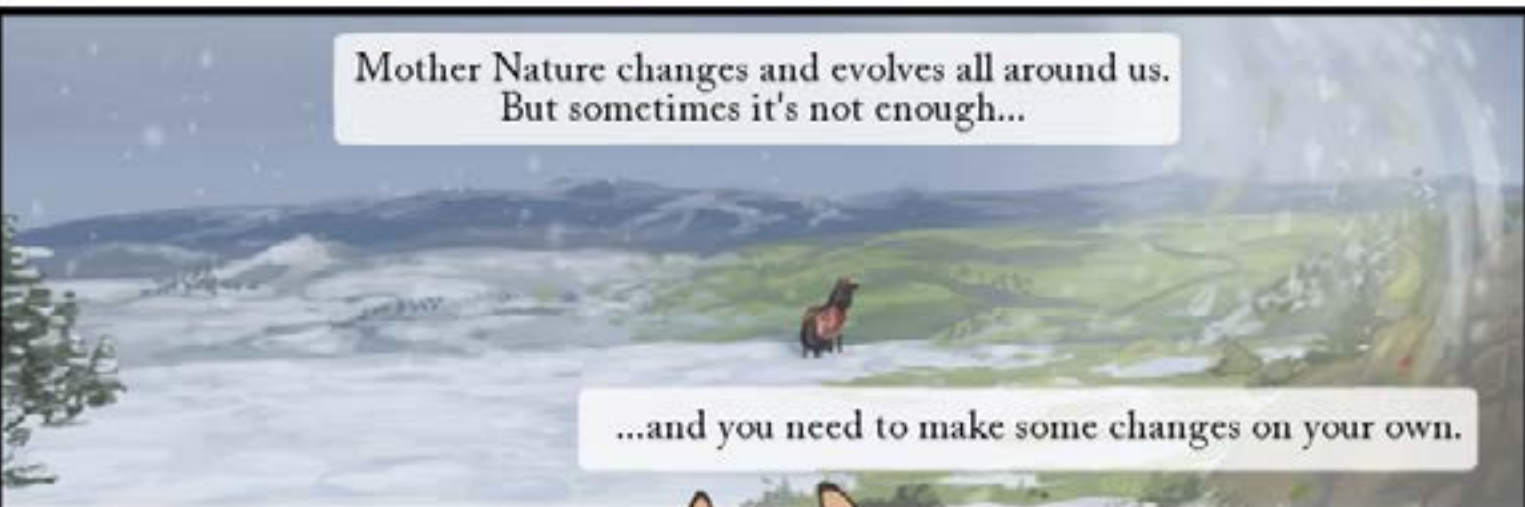 Mother Nature changes and evolves all around us.
But sometimes it's not enough...
...and you need to make some changes on your own.